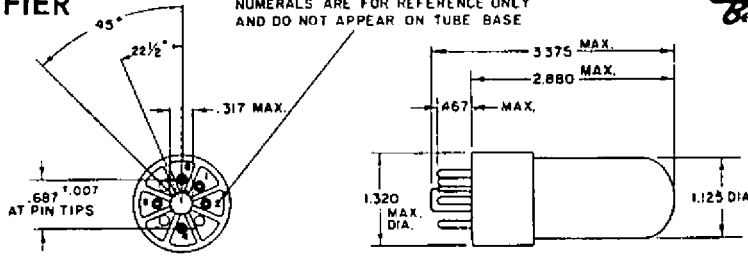 FIER
NUMERALS ARE FOR REFERENCE ONLY
AND DO NOT APPEAR ON TUBE BASE
45°
22½°
.317 MAX.
.687 ±.007
AT PIN TIPS
8
1
2
3.375 MAX.
2.880 MAX.
.467 MAX.
1.320
MAX.
DIA.
1.125 DIA